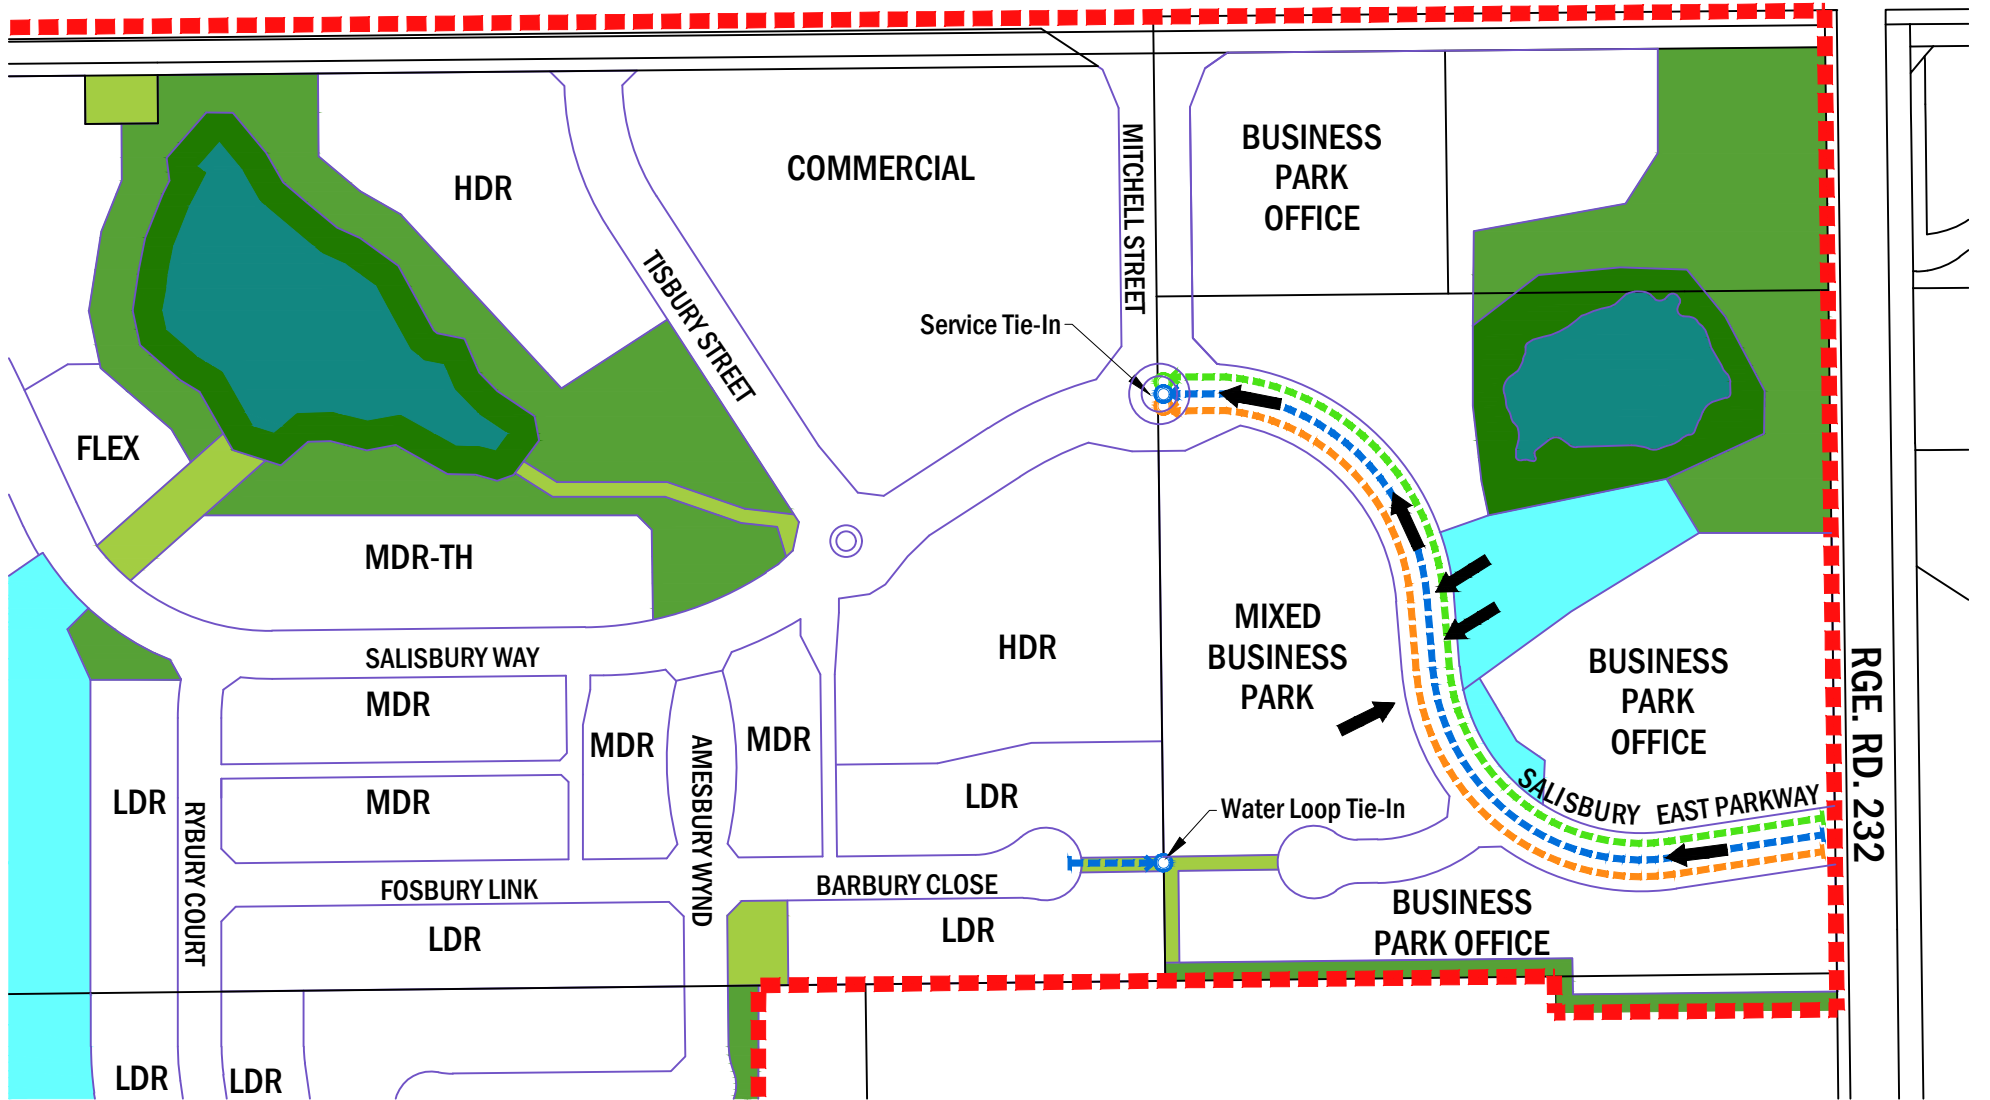 BUSINESS
PARK
OFFICE
COMMERCIAL
HDR
MITCHELL STREET
TISBURY STREET
Service Tie-In
FLEX
MDR-TH
MIXED
BUSINESS
PARK
HDR
BUSINESS
PARK
OFFICE
RGE. RD. 232
SALISBURY WAY
MDR
MDR
MDR
AMESBURY WYND
SALISBURY EAST PARKWAY
LDR
RYBURY COURT
MDR
LDR
Water Loop Tie-In
FOSBURY LINK
BARBURY CLOSE
BUSINESS
PARK OFFICE
LDR
LDR
LDR
LDR